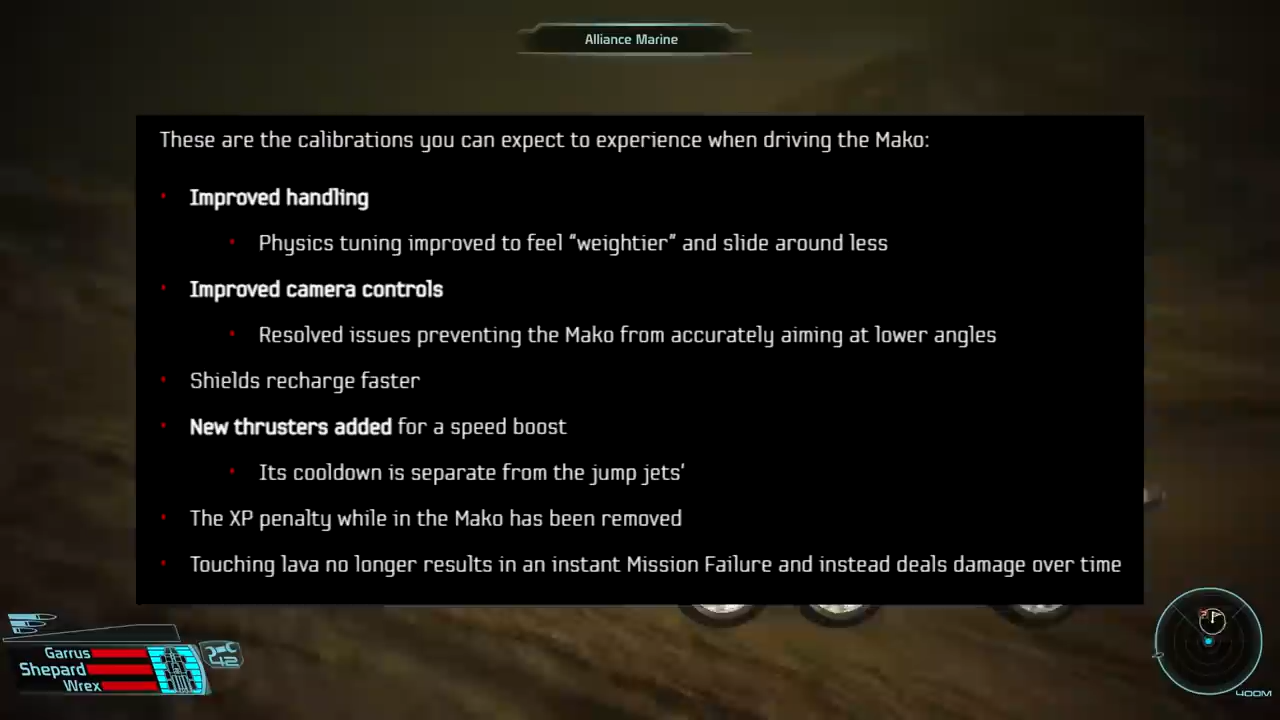 Alliance Marine
These are the calibrations you can expect to experience when driving the Mako:
Improved handling
Physics tuning improved to feel “weightier” and slide around less
Improved camera controls
Resolved issues preventing the Mako from accurately aiming at lower angles
Shields recharge faster
New thrusters added for a speed boost
Its cooldown is separate from the jump jets’
The XP penalty while in the Mako has been removed
Touching lava no longer results in an instant Mission Failure and instead deals damage over time
Garrus
Shepard
Wrex
42
400M